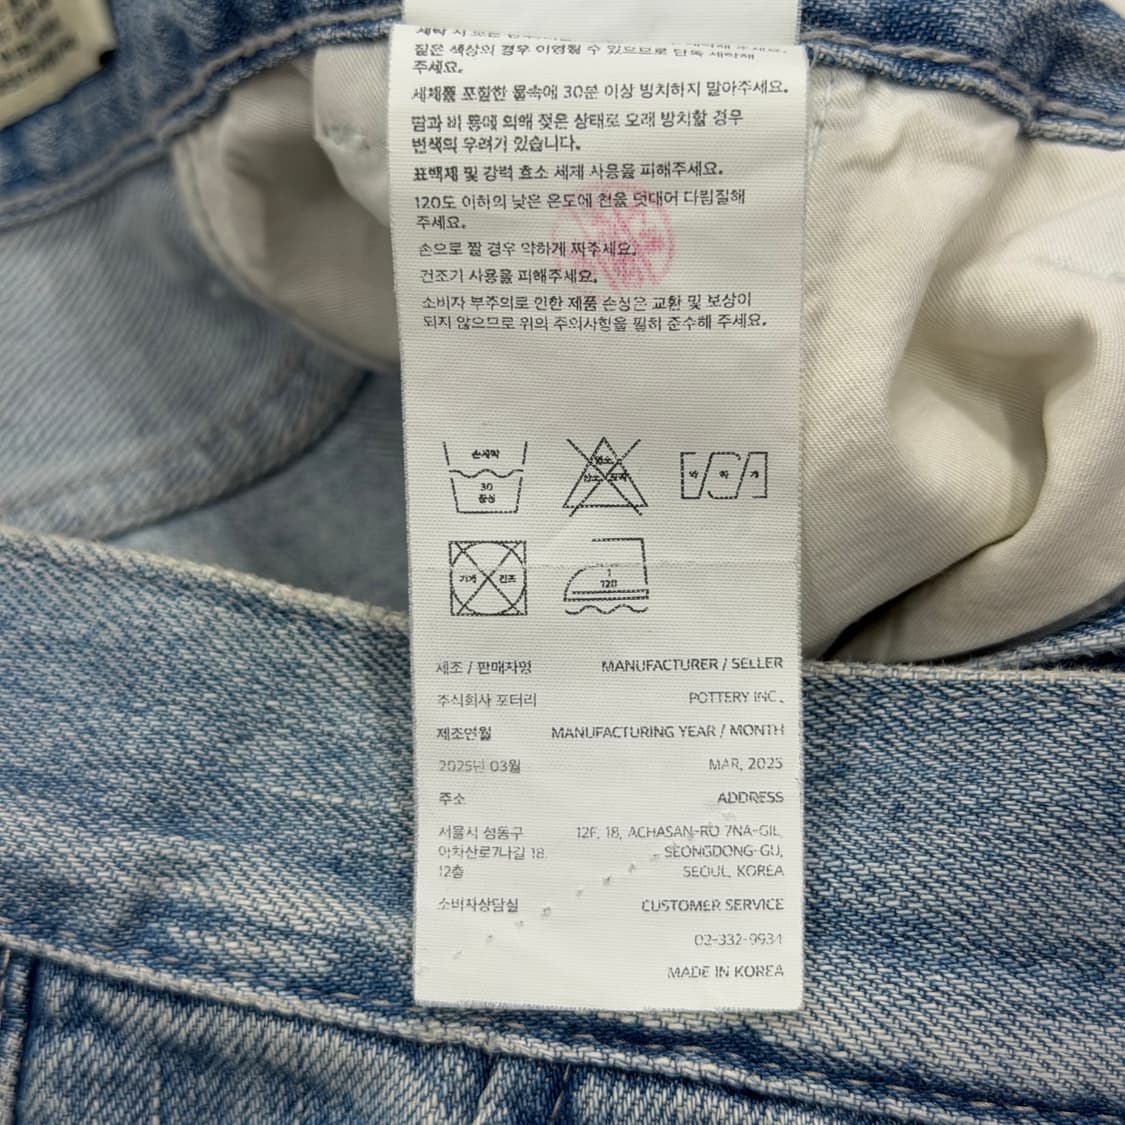 짙은 색상의 경우 이염될 수 있으므로 단독 세탁해
주세요.
세제를 포함한 물속에 30분 이상 방치하지 말아주세요.
땀과 비 등에 의해 젖은 상태로 오래 방치할 경우
변색의 우려가 있습니다.
표백제 및 강력 효소 세제 사용을 피해주세요.
120도 이하의 낮은 온도에 천을 덧대어 다림질해
주세요.
손으로 짤 경우 약하게 짜주세요.
건조기 사용을 피해주세요.
소비자 부주의로 인한 제품 손상은 교환 및 보상이
되지 않으므로 위의 주의사항을 필히 준수해 주세요.
손세탁
30
중성
기계 건조
120
제조 / 판매자명 MANUFACTURER / SELLER
주식회사 포터리 POTTERY INC.
제조연월 MANUFACTURING YEAR / MONTH
2025년 03월 MAR, 2025
주소 ADDRESS
서울시 성동구 12F, 18, ACHASAN-RO 7NA-GIL,
아차산로7나길 18, SEONGDONG-GU,
12층 SEOUL, KOREA
소비자상담실 CUSTOMER SERVICE
02-332-9934
MADE IN KOREA